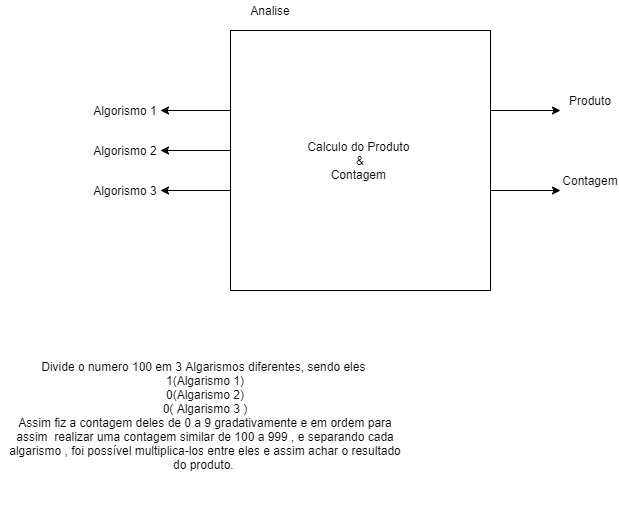 Analise
Algorismo 1
Algorismo 2
Algorismo 3
Calculo do Produto
&
Contagem
Produto
Contagem
Divide o numero 100 em 3 Algarismos diferentes, sendo eles
1(Algarismo 1)
0(Algarismo 2)
0( Algarismo 3 )
Assim fiz a contagem deles de 0 a 9 gradativamente e em ordem para
assim  realizar uma contagem similar de 100 a 999 , e separando cada
algarismo , foi possível multiplica-los entre eles e assim achar o resultado
do produto.